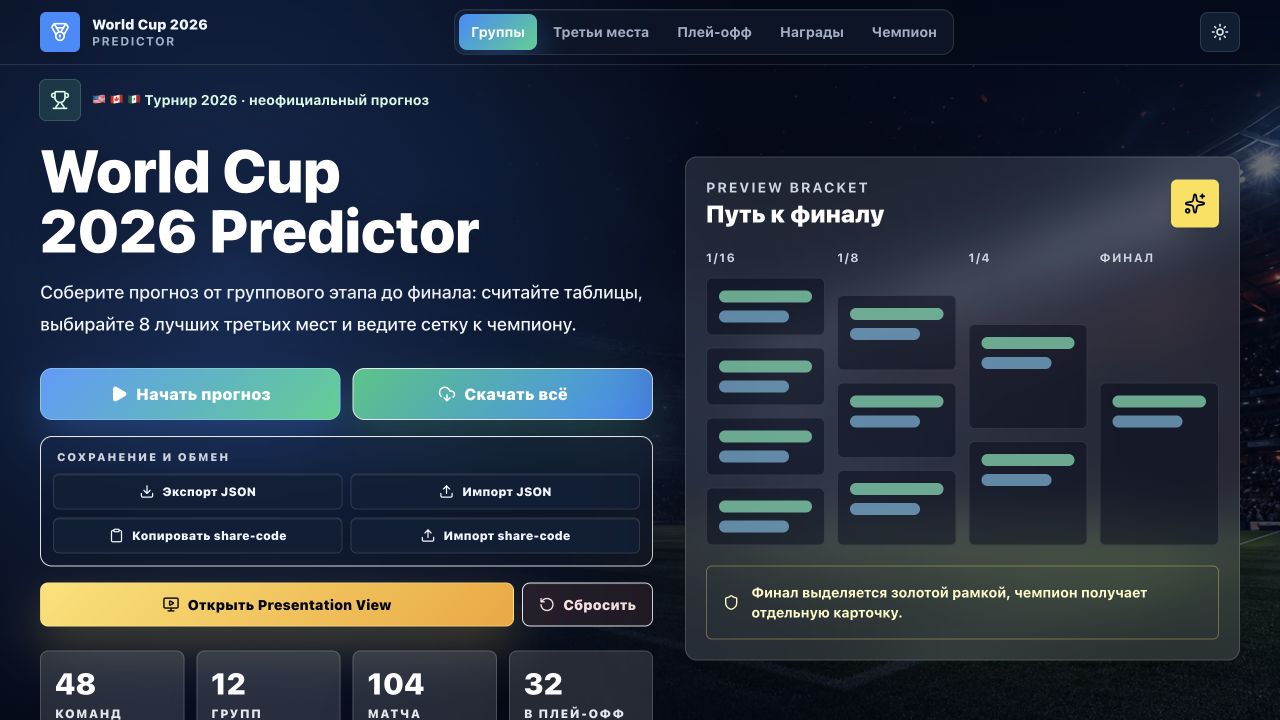 World Cup 2026
PREDICTOR
Группы
Третьи места
Плей-офф
Награды
Чемпион
Турнир 2026 · неофициальный прогноз
World Cup
2026 Predictor
Соберите прогноз от группового этапа до финала: считайте таблицы,
выбирайте 8 лучших третьих мест и ведите сетку к чемпиону.
Начать прогноз
Скачать всё
СОХРАНЕНИЕ И ОБМЕН
Экспорт JSON
Импорт JSON
Копировать share-code
Импорт share-code
Открыть Presentation View
Сбросить
48
КОМАНД
12
ГРУПП
104
МАТЧА
32
В ПЛЕЙ-ОФФ
PREVIEW BRACKET
Путь к финалу
1/16
1/8
1/4
ФИНАЛ
Финал выделяется золотой рамкой, чемпион получает
отдельную карточку.